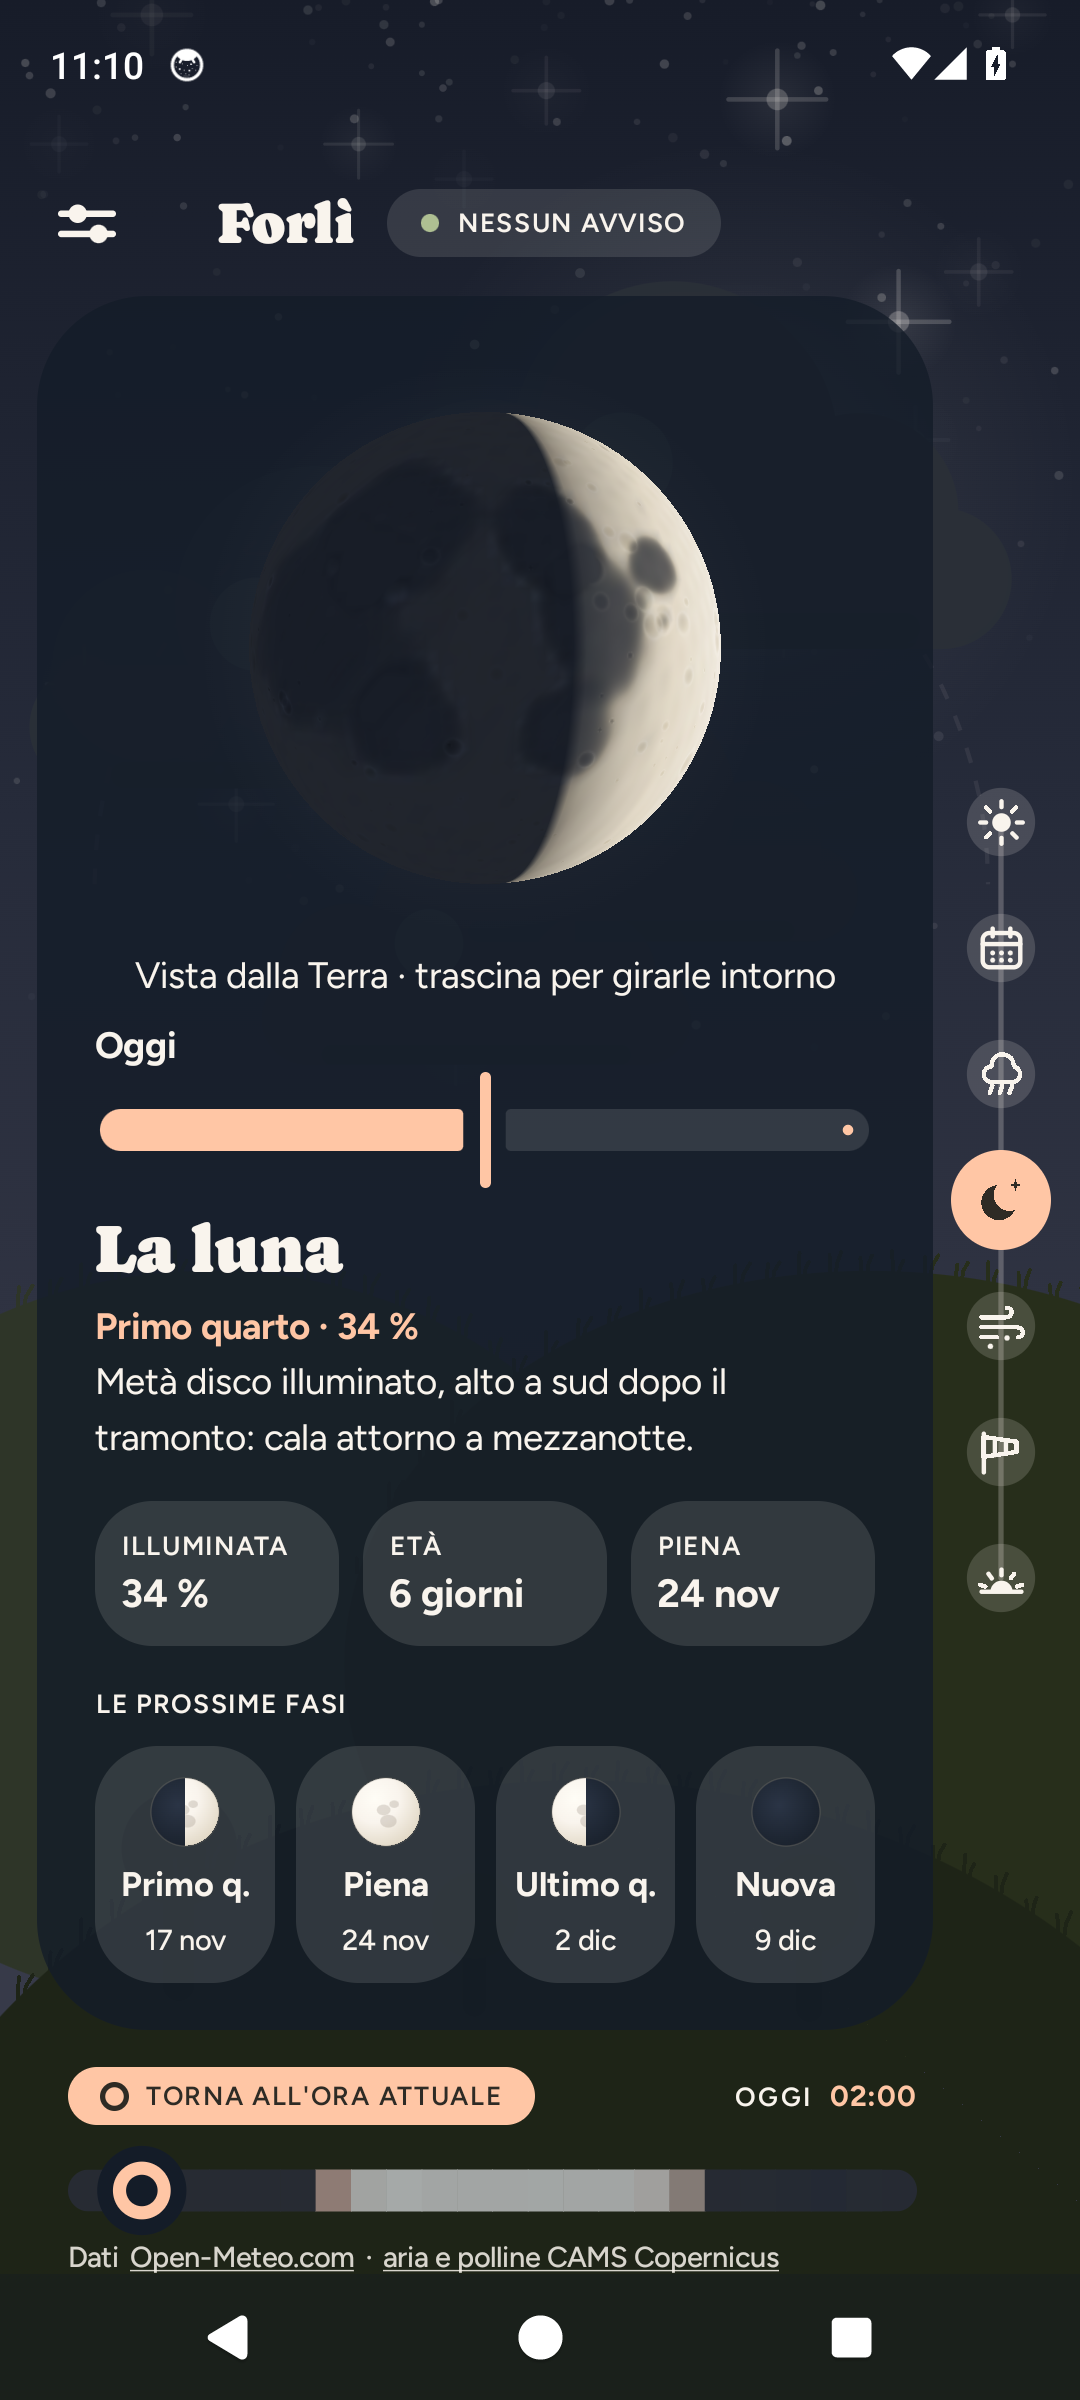 11:10
Forlì
NESSUN AVVISO
Vista dalla Terra · trascina per girarle intorno
Oggi
La luna
Primo quarto · 34 %
Metà disco illuminato, alto a sud dopo il
tramonto: cala attorno a mezzanotte.
ILLUMINATA
34 %
ETÀ
6 giorni
PIENA
24 nov
LE PROSSIME FASI
Primo q.
17 nov
Piena
24 nov
Ultimo q.
2 dic
Nuova
9 dic
TORNA ALL'ORA ATTUALE
OGGI 02:00
Dati Open-Meteo.com · aria e polline CAMS Copernicus